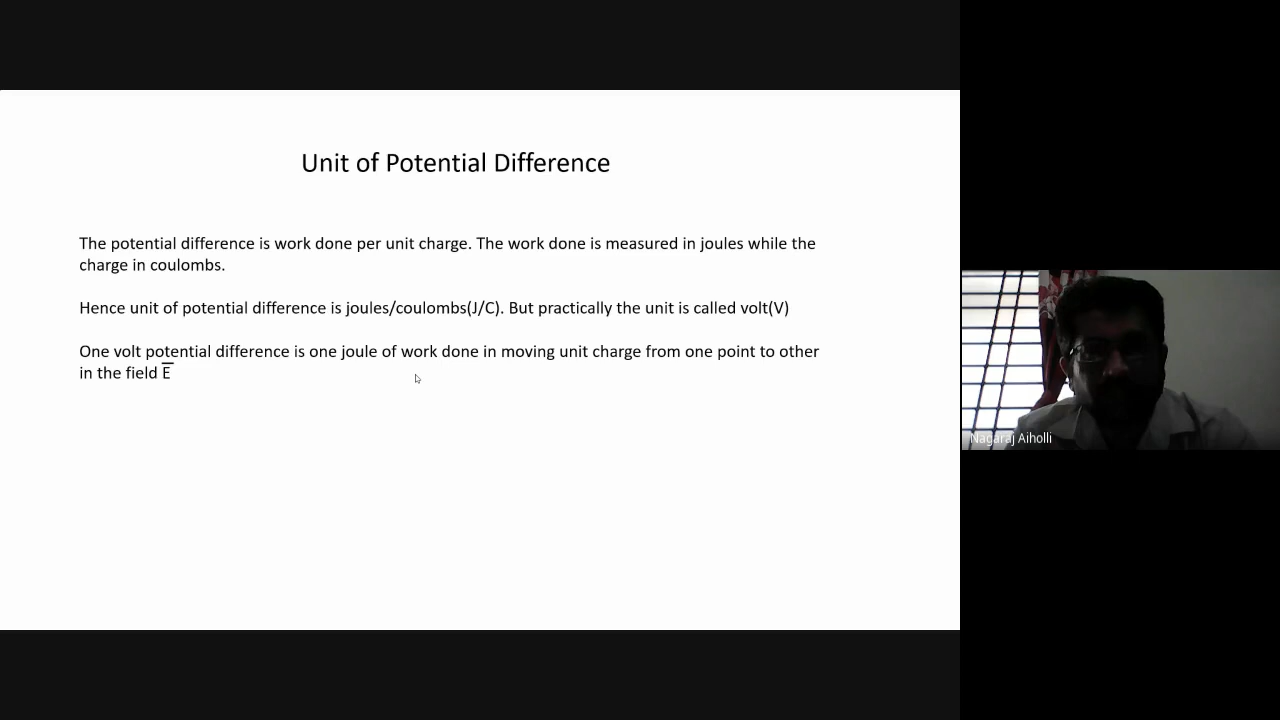 Unit of Potential Difference
The potential difference is work done per unit charge. The work done is measured in joules while the
charge in coulombs.
Hence unit of potential difference is joules/coulombs(J/C). But practically the unit is called volt(V)
One volt potential difference is one joule of work done in moving unit charge from one point to other
in the field E̅
Nagaraj Aiholli